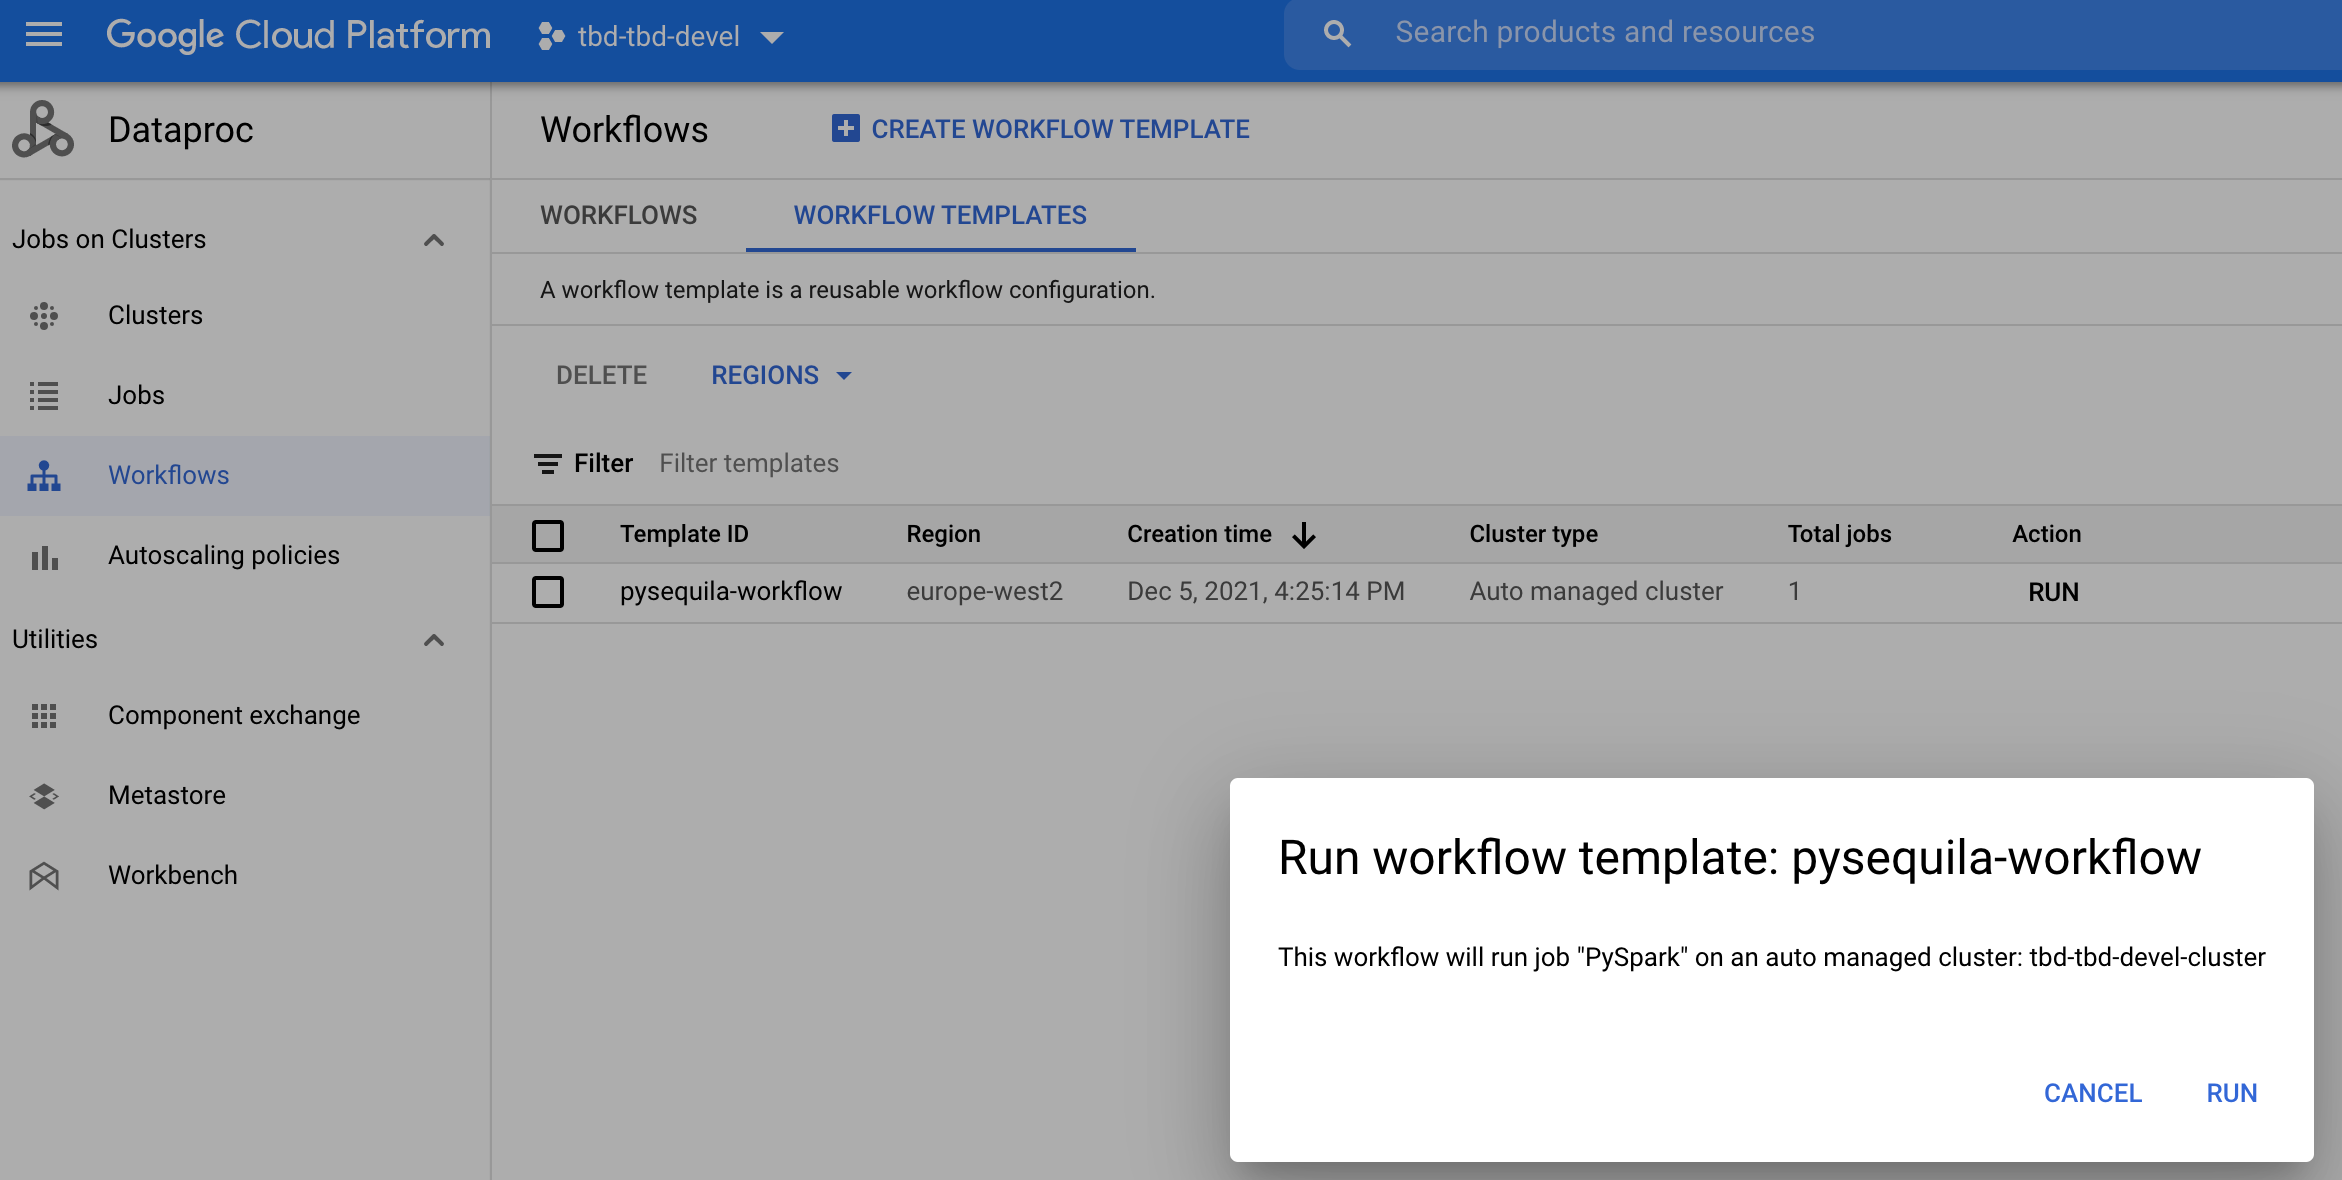 Google Cloud Platform
tbd-tbd-devel
Search products and resources
Dataproc
Jobs on Clusters
Clusters
Jobs
Workflows
Autoscaling policies
Utilities
Component exchange
Metastore
Workbench
Workflows
CREATE WORKFLOW TEMPLATE
WORKFLOWS WORKFLOW TEMPLATES
A workflow template is a reusable workflow configuration.
DELETE REGIONS
Filter Filter templates
Template ID Region Creation time Cluster type Total jobs Action
pysequila-workflow europe-west2 Dec 5, 2021, 4:25:14 PM Auto managed cluster 1 RUN
Run workflow template: pysequila-workflow
This workflow will run job "PySpark" on an auto managed cluster: tbd-tbd-devel-cluster
CANCEL RUN